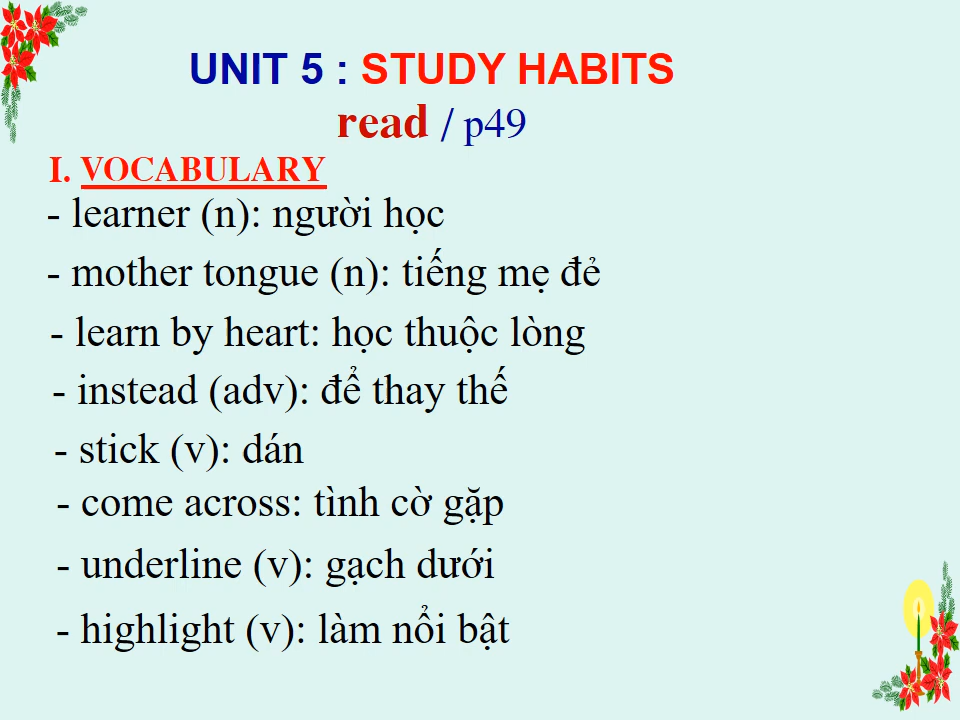 UNIT 5 : STUDY HABITS
read / p49
I. VOCABULARY
- learner (n): người học
- mother tongue (n): tiếng mẹ đẻ
- learn by heart: học thuộc lòng
- instead (adv): để thay thế
- stick (v): dán
- come across: tình cờ gặp
- underline (v): gạch dưới
- highlight (v): làm nổi bật